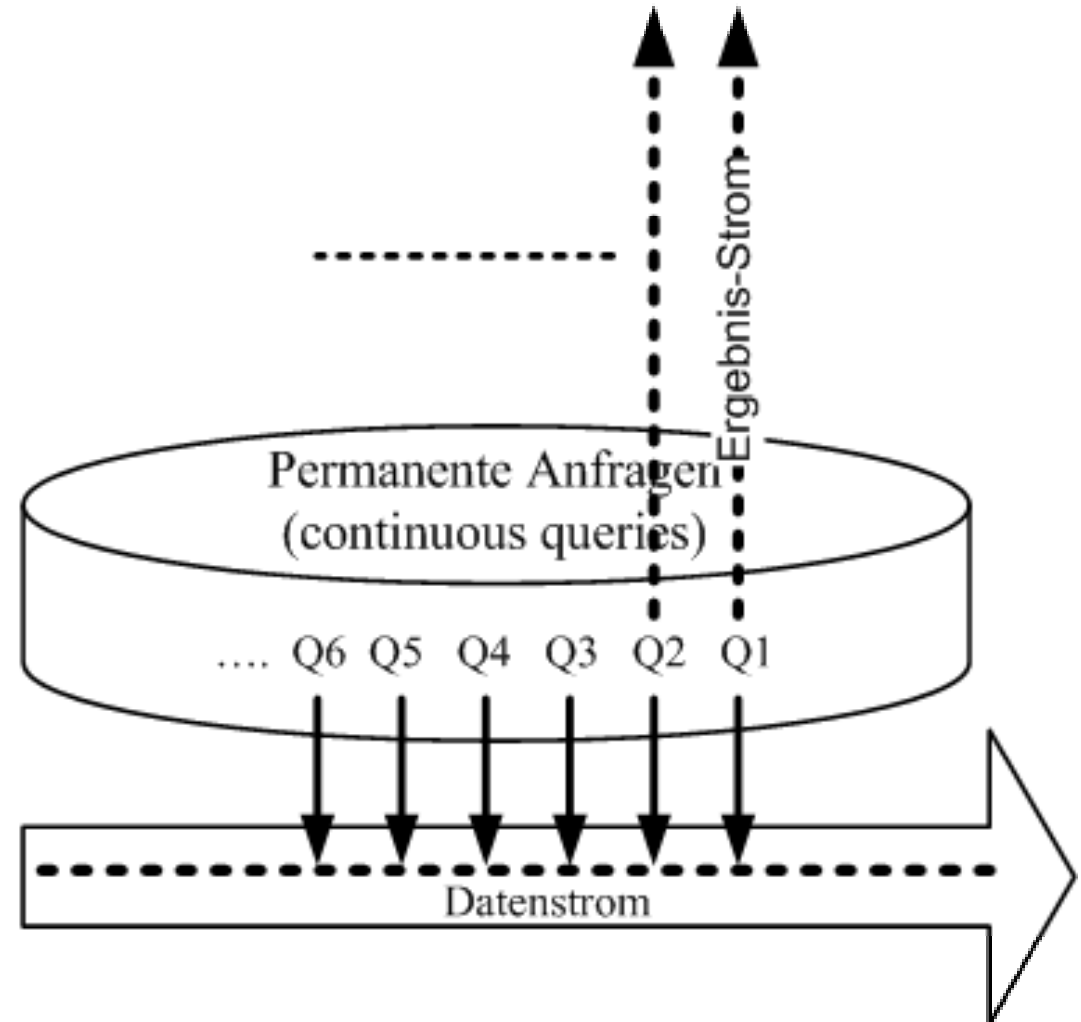 Ergebnis-Strom
Permanente Anfragen
(continuous queries)
.... Q6 Q5 Q4 Q3 Q2 Q1
Datenstrom